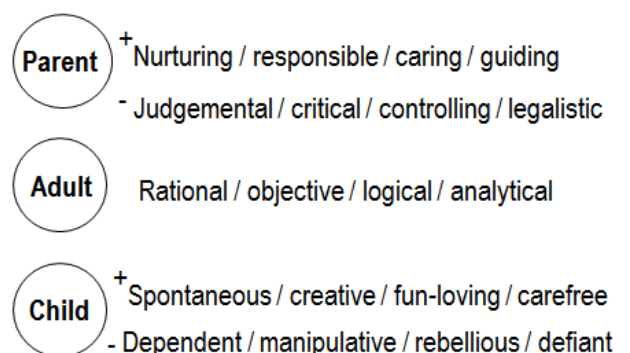 Parent
+ Nurturing / responsible / caring / guiding
- Judgemental / critical / controlling / legalistic
Adult
Rational / objective / logical / analytical
Child
+ Spontaneous / creative / fun-loving / carefree
- Dependent / manipulative / rebellious / defiant